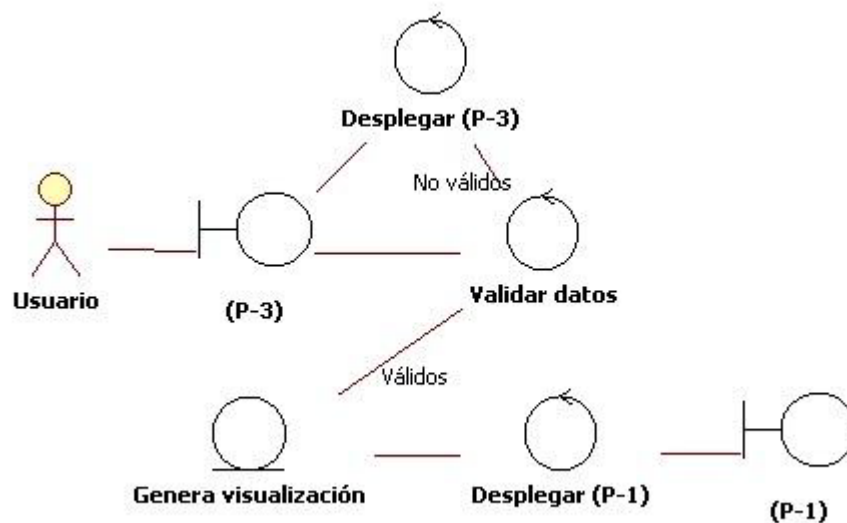 Desplegar (P-3)
No válidos
Usuario
(P-3)
Validar datos
Válidos
Genera visualización
Desplegar (P-1)
(P-1)